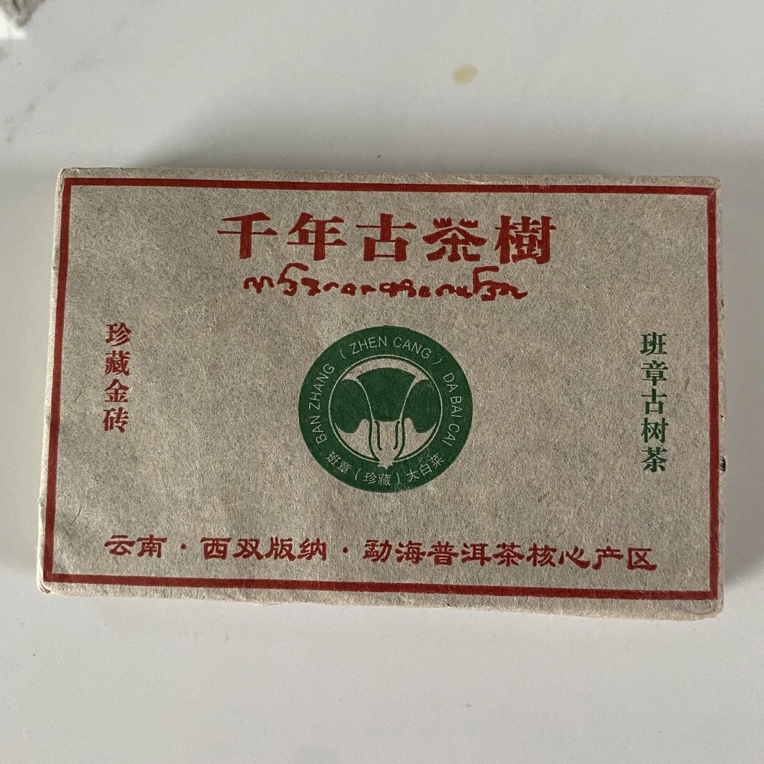 千年古茶樹
珍藏金砖
班章古树茶
BAN ZHANG (ZHEN CANG) DA BAI CAI
班章(珍藏)大白菜
云南·西双版纳·勐海普洱茶核心产区